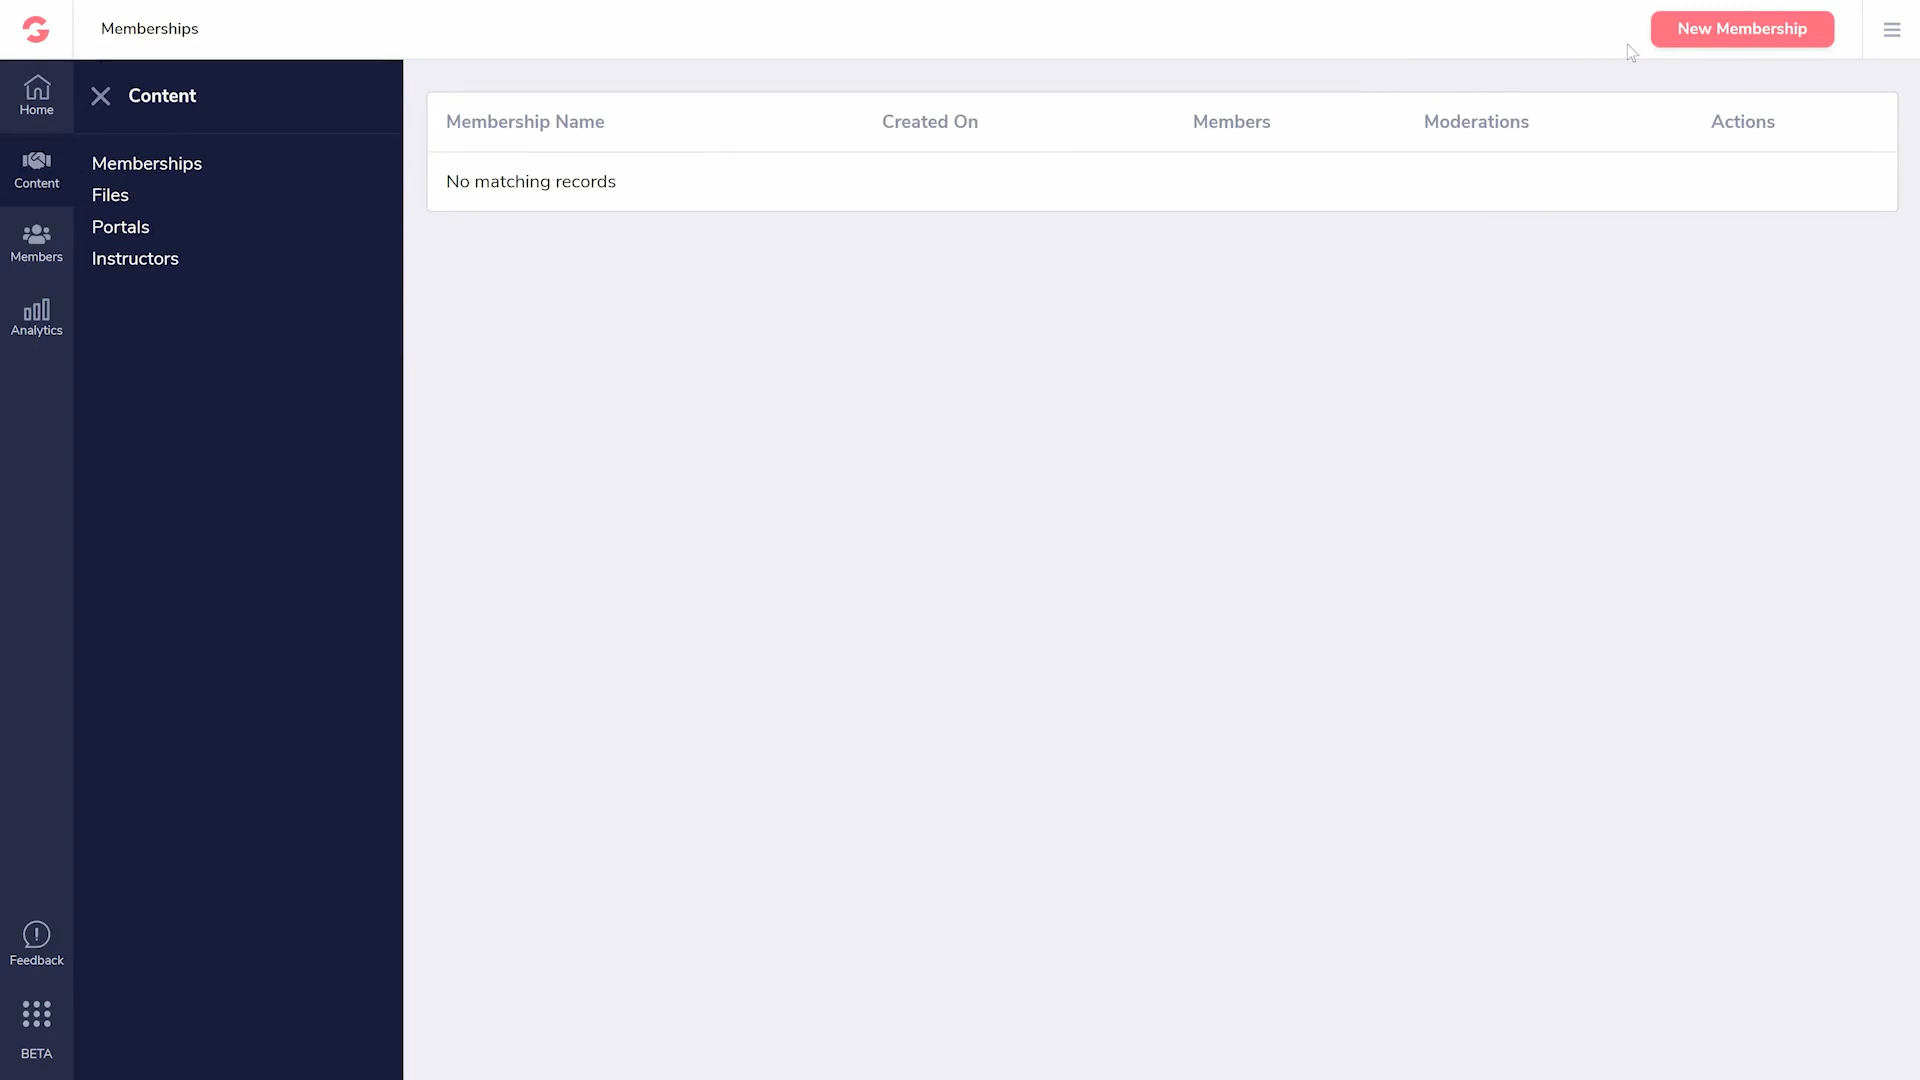 Memberships
New Membership
Home
Content
Members
Analytics
Feedback
BETA
Content
Memberships
Files
Portals
Instructors
Membership Name
Created On
Members
Moderations
Actions
No matching records